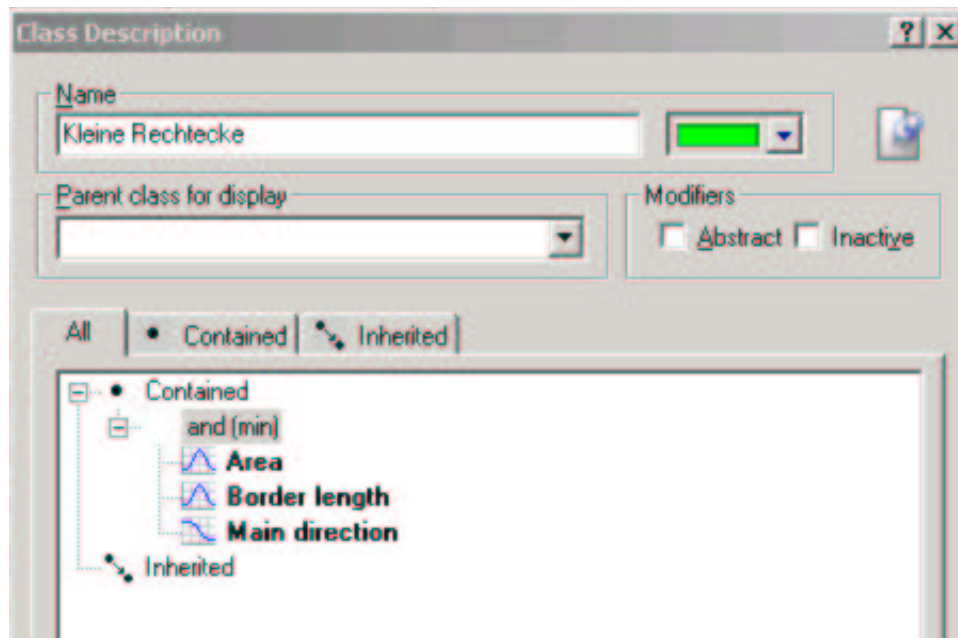 Class Description
Name
Kleine Rechtecke
Parent class for display
Modifiers
Abstract Inactive
All Contained Inherited
Contained
and (min)
Area
Border length
Main direction
Inherited